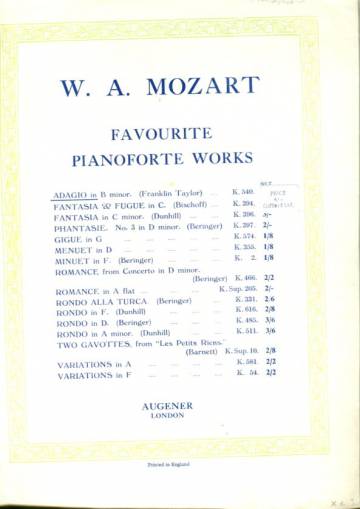 W. A. MOZART
FAVOURITE
PIANOFORTE WORKS
NET
ADAGIO in B minor. (Franklin Taylor) ... K. 540.
PRICE
FANTASIA & FUGUE in C. (Bischoff) ... K. 394.
FANTASIA in C minor. (Dunhill) ... K. 396. 3/-
PHANTASIE. No. 3 in D minor. (Beringer) K. 397. 2/-
GIGUE in G ... K. 574. 1/8
MENUET in D ... K. 355. 1/8
MINUET in F. (Beringer) ... K. 2. 1/8
ROMANCE from Concerto in D minor.
(Beringer) K. 466. 2/2
ROMANCE in A flat ... K. Sup. 205. 2/-
RONDO ALLA TURCA. (Beringer) ... K. 331. 2.6
RONDO in F. (Dunhill) ... K. 616. 2/8
RONDO in D. (Beringer) ... K. 485. 3/6
RONDO in A minor. (Dunhill) ... K. 511. 3/6
TWO GAVOTTES, from "Les Petits Riens."
(Barnett) K. Sup. 10. 2/8
VARIATIONS in A ... K. 581. 2/2
VARIATIONS in F ... K. 54. 2/2
AUGENER
LONDON
Printed in England